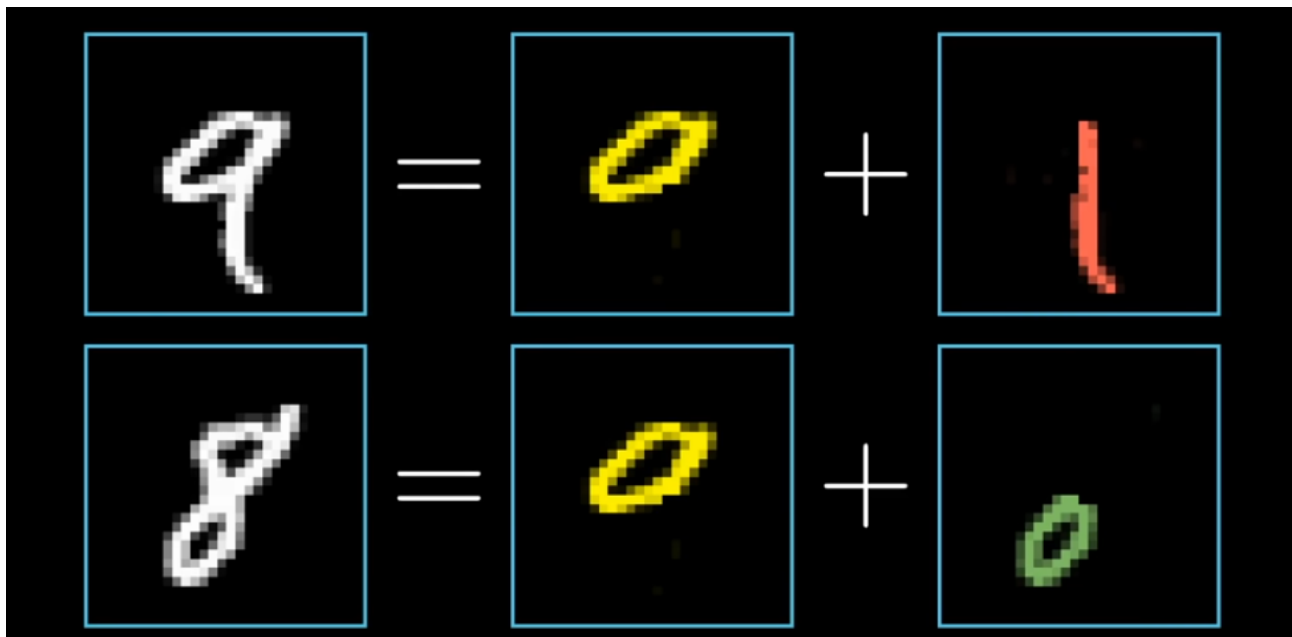 9 = 0 + 1
8 = 0 + 0